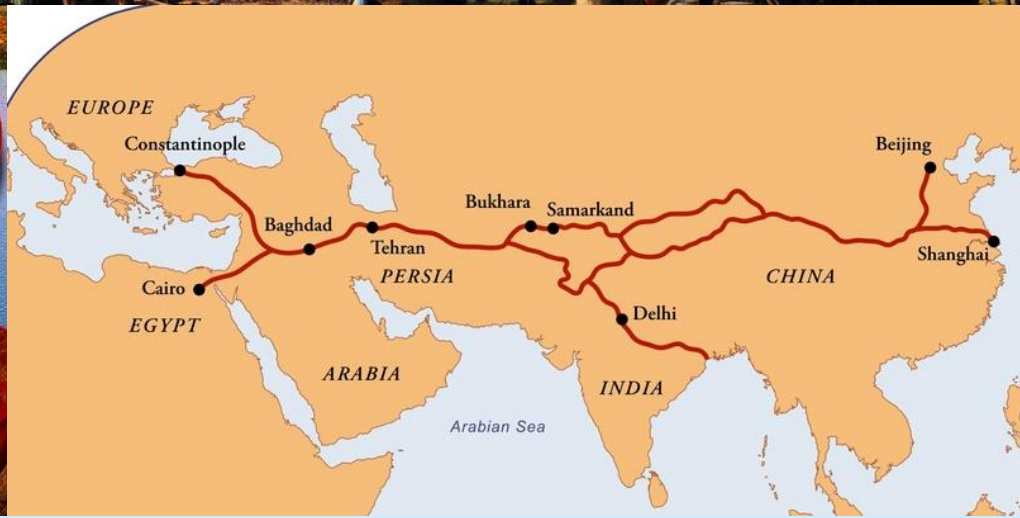 EUROPE
Constantinople
Beijing
Bukhara
Samarkand
Baghdad
Tehran
Shanghai
PERSIA
CHINA
Cairo
Delhi
EGYPT
ARABIA
INDIA
Arabian Sea